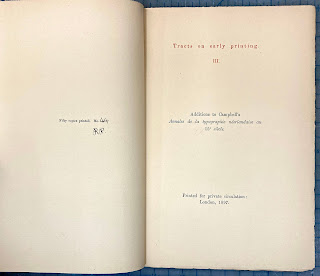 Fifty copies printed. No
Tracts on early printing
III.
Additions to Campbell's
Annales de la typographie néerlandaise au
15e siècle.
Printed for private circulation:
London, 1897.